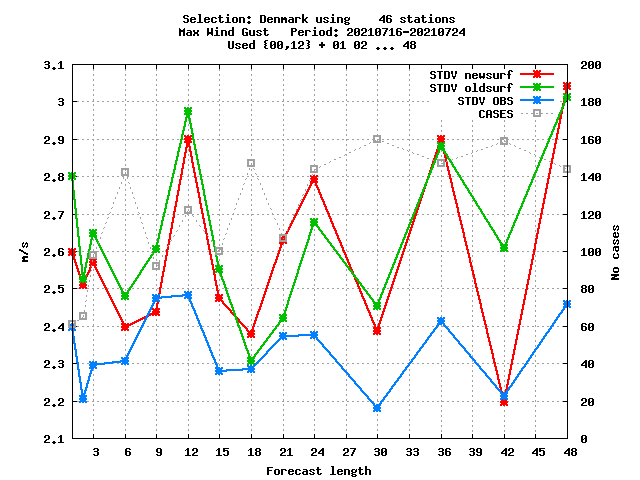 Selection: Denmark using    46 stations
Max Wind Gust   Period: 20210716-20210724
Used {00,12} + 01 02 ... 48
STDV newsurf
STDV oldsurf
STDV OBS
CASES
3.1
3
2.9
2.8
2.7
2.6
2.5
2.4
2.3
2.2
2.1
m/s
200
180
160
140
120
100
80
60
40
20
0
No cases
3 6 9 12 15 18 21 24 27 30 33 36 39 42 45 48
Forecast length